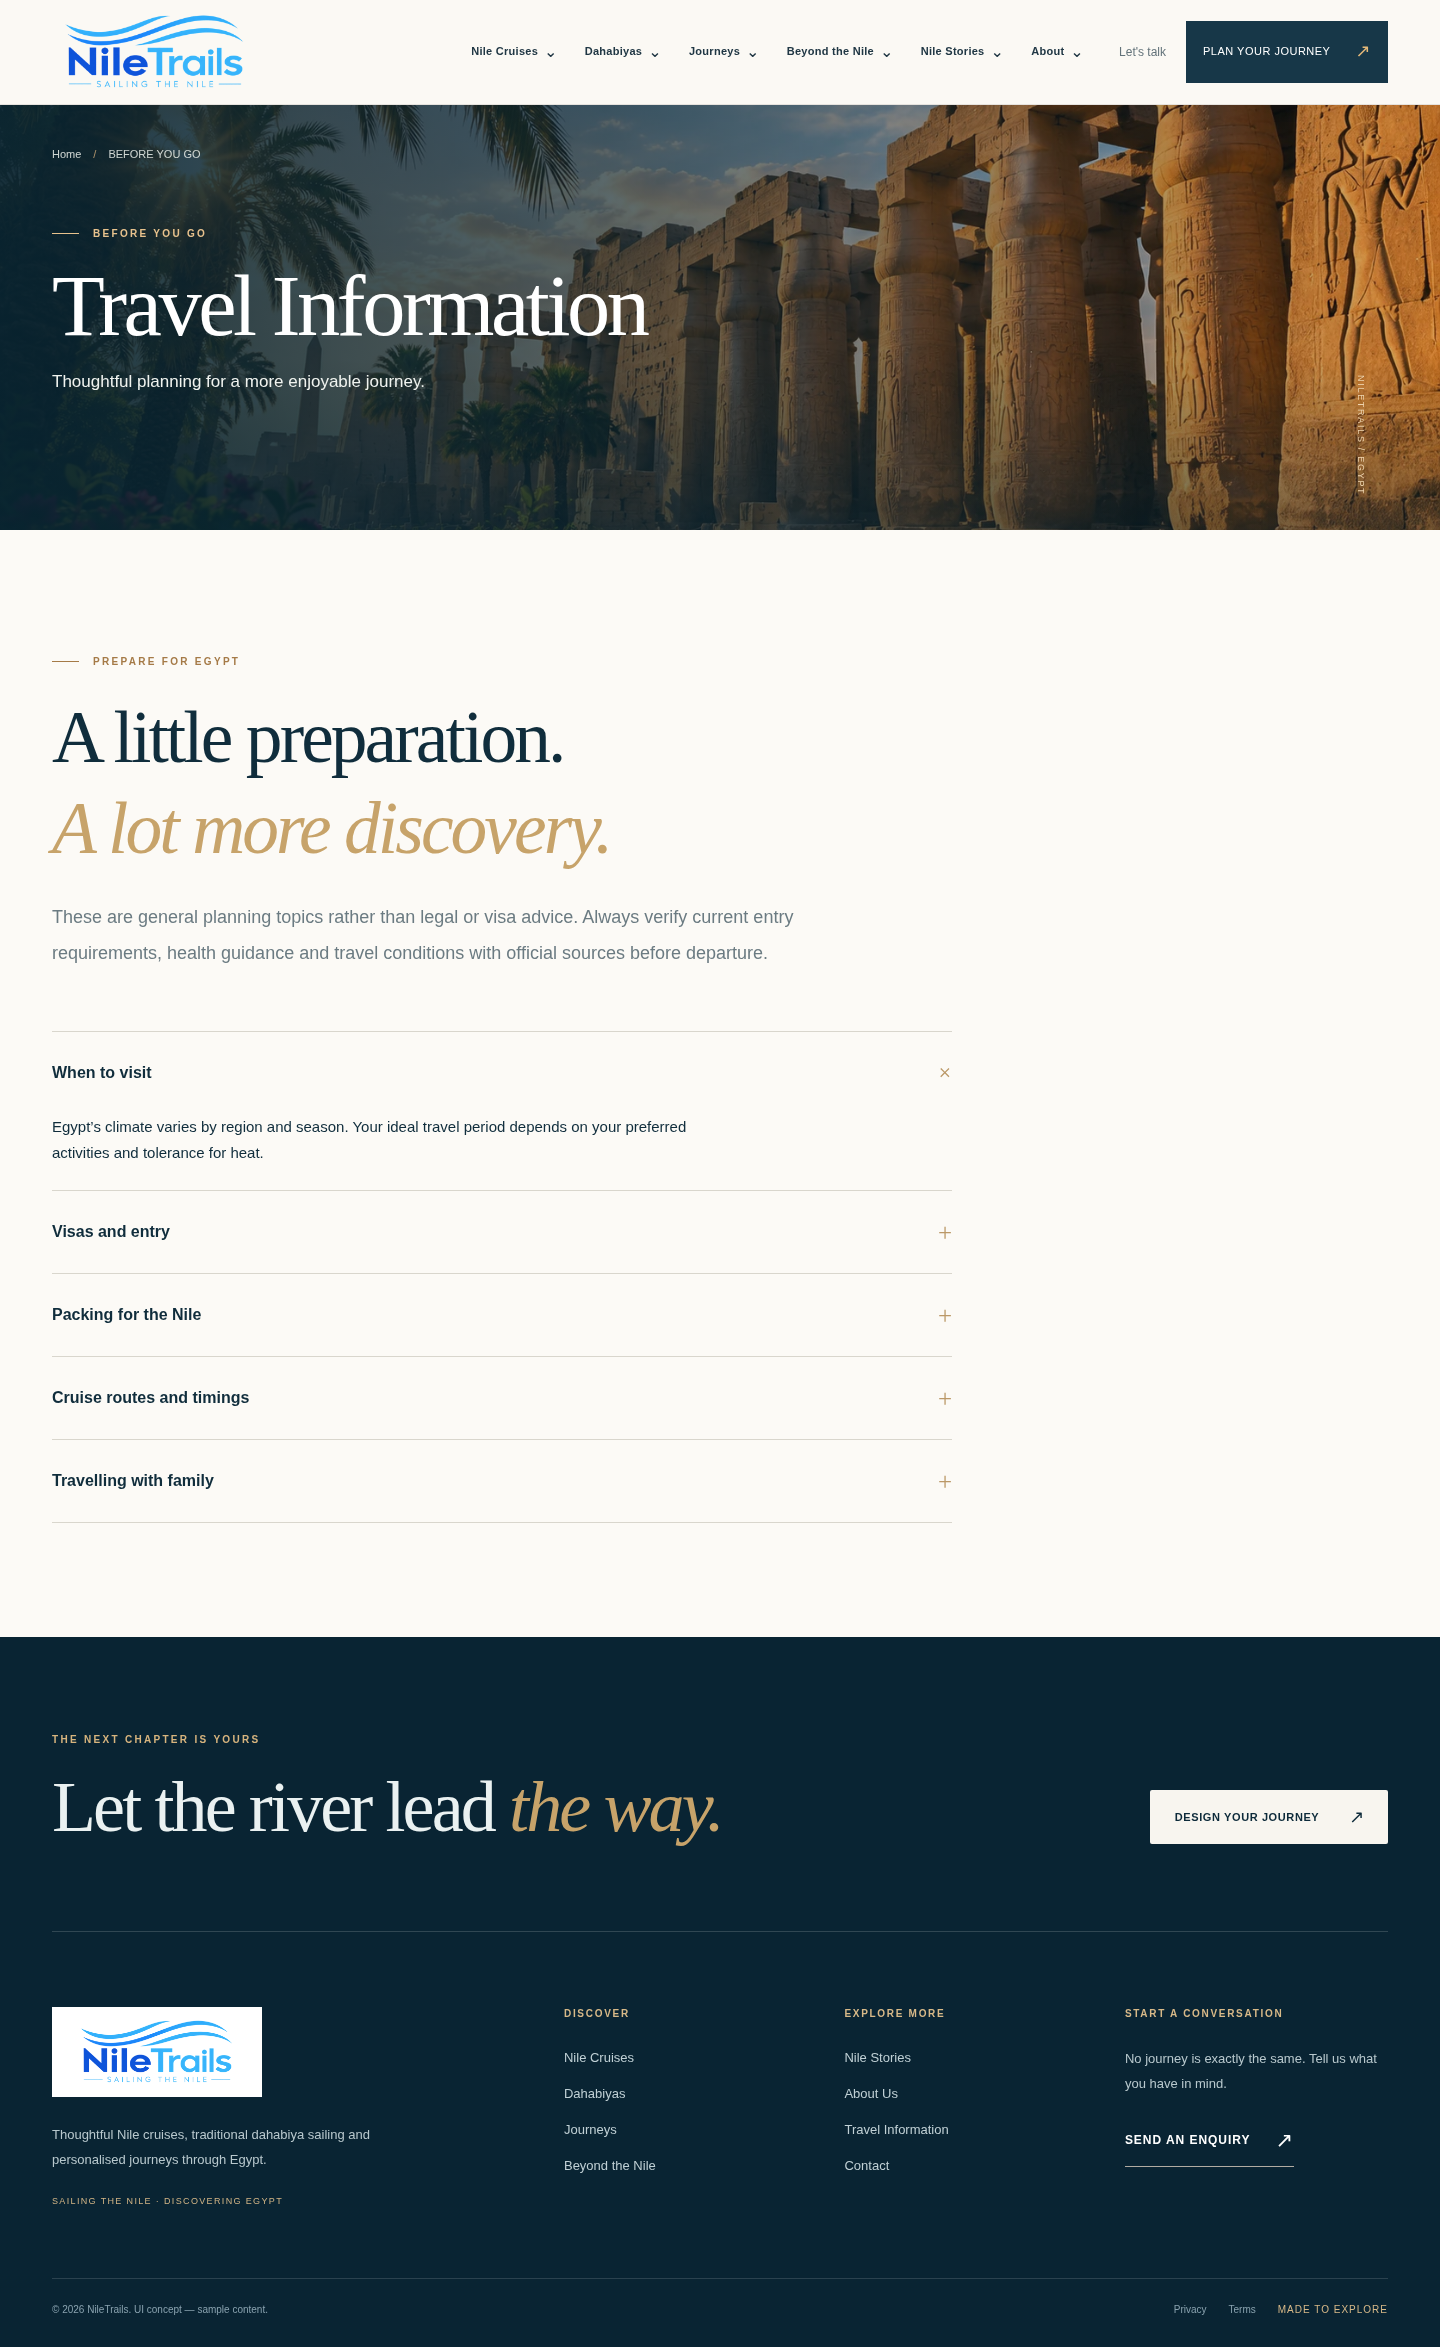 NileTrails
SAILING THE NILE
Nile Cruises
Dahabiyas
Journeys
Beyond the Nile
Nile Stories
About
Let's talk
PLAN YOUR JOURNEY ↗
Home / BEFORE YOU GO
BEFORE YOU GO
Travel Information
Thoughtful planning for a more enjoyable journey.
NILETRAILS / EGYPT
PREPARE FOR EGYPT
A little preparation.
A lot more discovery.
These are general planning topics rather than legal or visa advice. Always verify current entry
requirements, health guidance and travel conditions with official sources before departure.
When to visit
Egypt’s climate varies by region and season. Your ideal travel period depends on your preferred
activities and tolerance for heat.
Visas and entry
Packing for the Nile
Cruise routes and timings
Travelling with family
THE NEXT CHAPTER IS YOURS
Let the river lead the way.
DESIGN YOUR JOURNEY ↗
NileTrails
SAILING THE NILE
Thoughtful Nile cruises, traditional dahabiya sailing and
personalised journeys through Egypt.
SAILING THE NILE · DISCOVERING EGYPT
DISCOVER
Nile Cruises
Dahabiyas
Journeys
Beyond the Nile
EXPLORE MORE
Nile Stories
About Us
Travel Information
Contact
START A CONVERSATION
No journey is exactly the same. Tell us what
you have in mind.
SEND AN ENQUIRY ↗
© 2026 NileTrails. UI concept — sample content.
Privacy
Terms
MADE TO EXPLORE